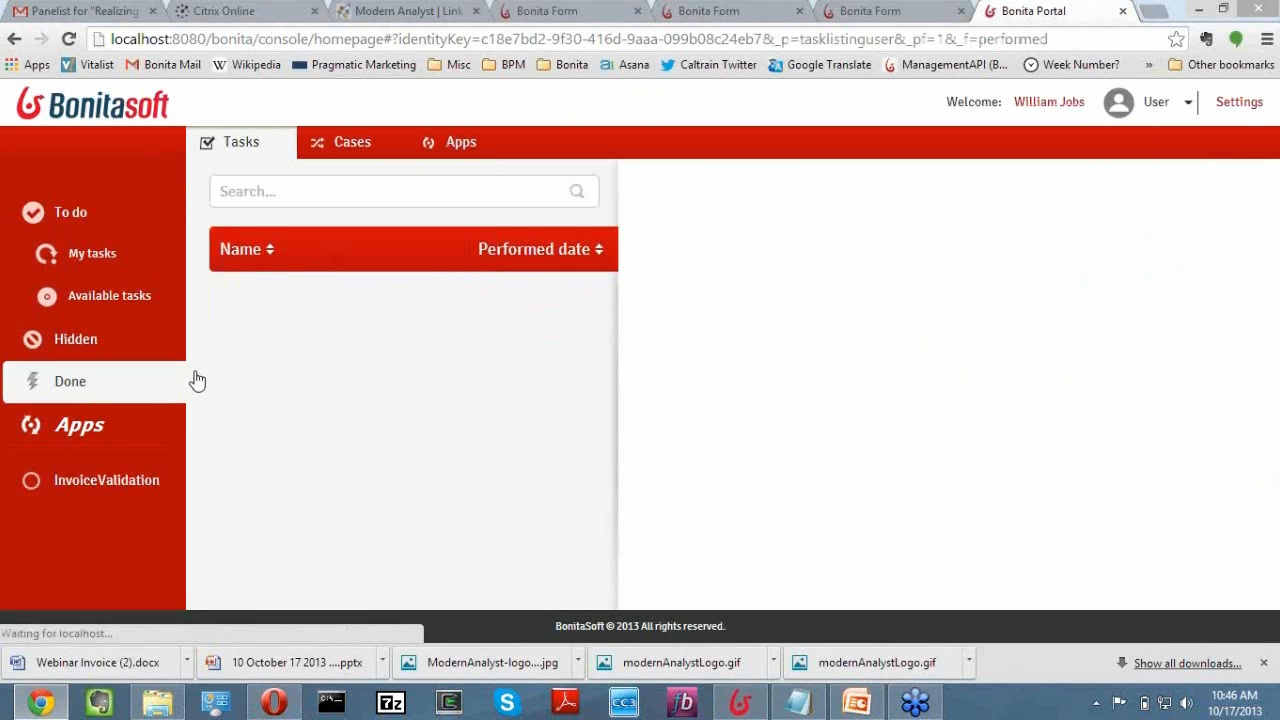 Panelist for "Realizing
Citrix Online
Modern Analyst | Link
Bonita Form
Bonita Form
Bonita Form
Bonita Portal
localhost:8080/bonita/console/homepage#?identityKey=c18e7bd2-9f30-416d-9aaa-099b08c24eb7&_p=tasklistinguser&_pf=1&_f=performed
Apps
Vitalist
Bonita Mail
Wikipedia
Pragmatic Marketing
Misc
BPM
Bonita
Asana
Caltrain Twitter
Google Translate
ManagementAPI (B...
Week Number?
»
Other bookmarks
Bonitasoft
Welcome: William Jobs
User
Settings
Tasks
Cases
Apps
Search...
Name
Performed date
To do
My tasks
Available tasks
Hidden
Done
Apps
InvoiceValidation
BonitaSoft © 2013 All rights reserved.
Waiting for localhost...
Webinar Invoice (2).docx
10 October 17 2013 ....pptx
ModernAnalyst-logo....jpg
modernAnalystLogo.gif
modernAnalystLogo.gif
Show all downloads...
7z
CC3
fb
10:46 AM
10/17/2013